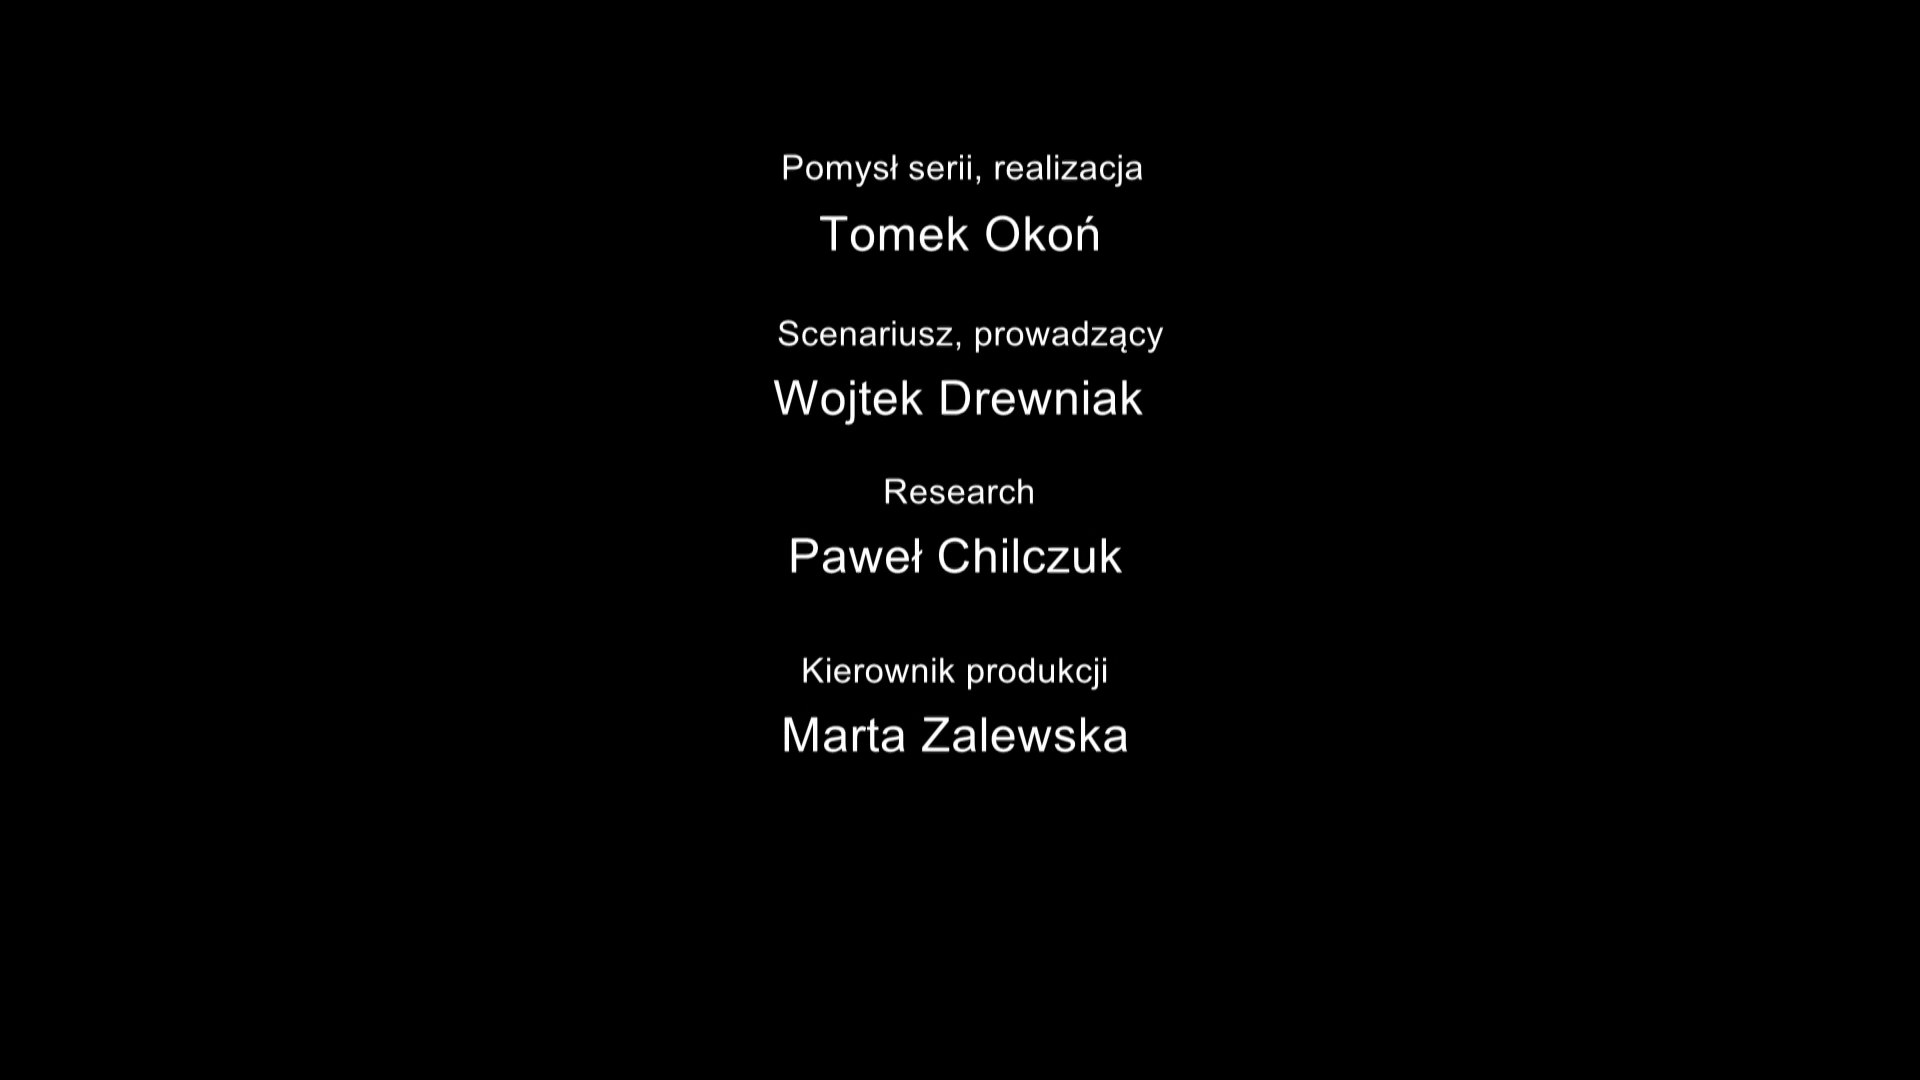 Pomysł serii, realizacja
Tomek Okoń
Scenariusz, prowadzący
Wojtek Drewniak
Research
Paweł Chilczuk
Kierownik produkcji
Marta Zalewska